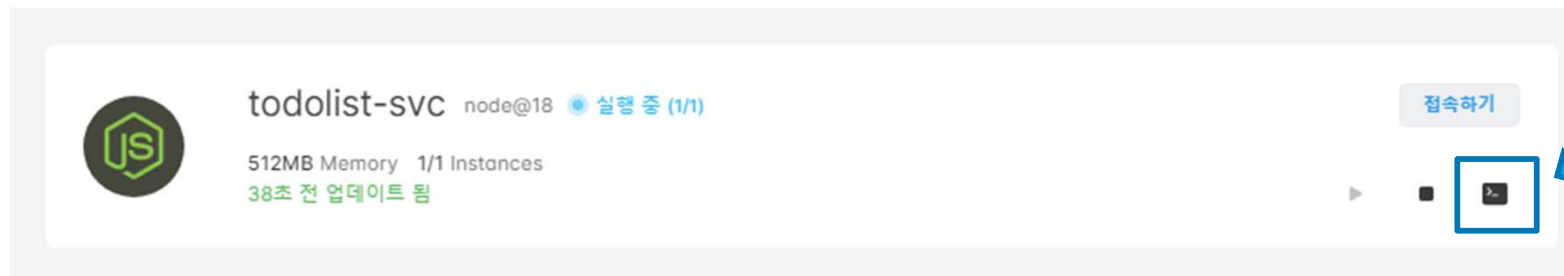 todolist-svc node@18 실행 중 (1/1)
접속하기
JS
512MB Memory 1/1 Instances
38초 전 업데이트 됨
>_